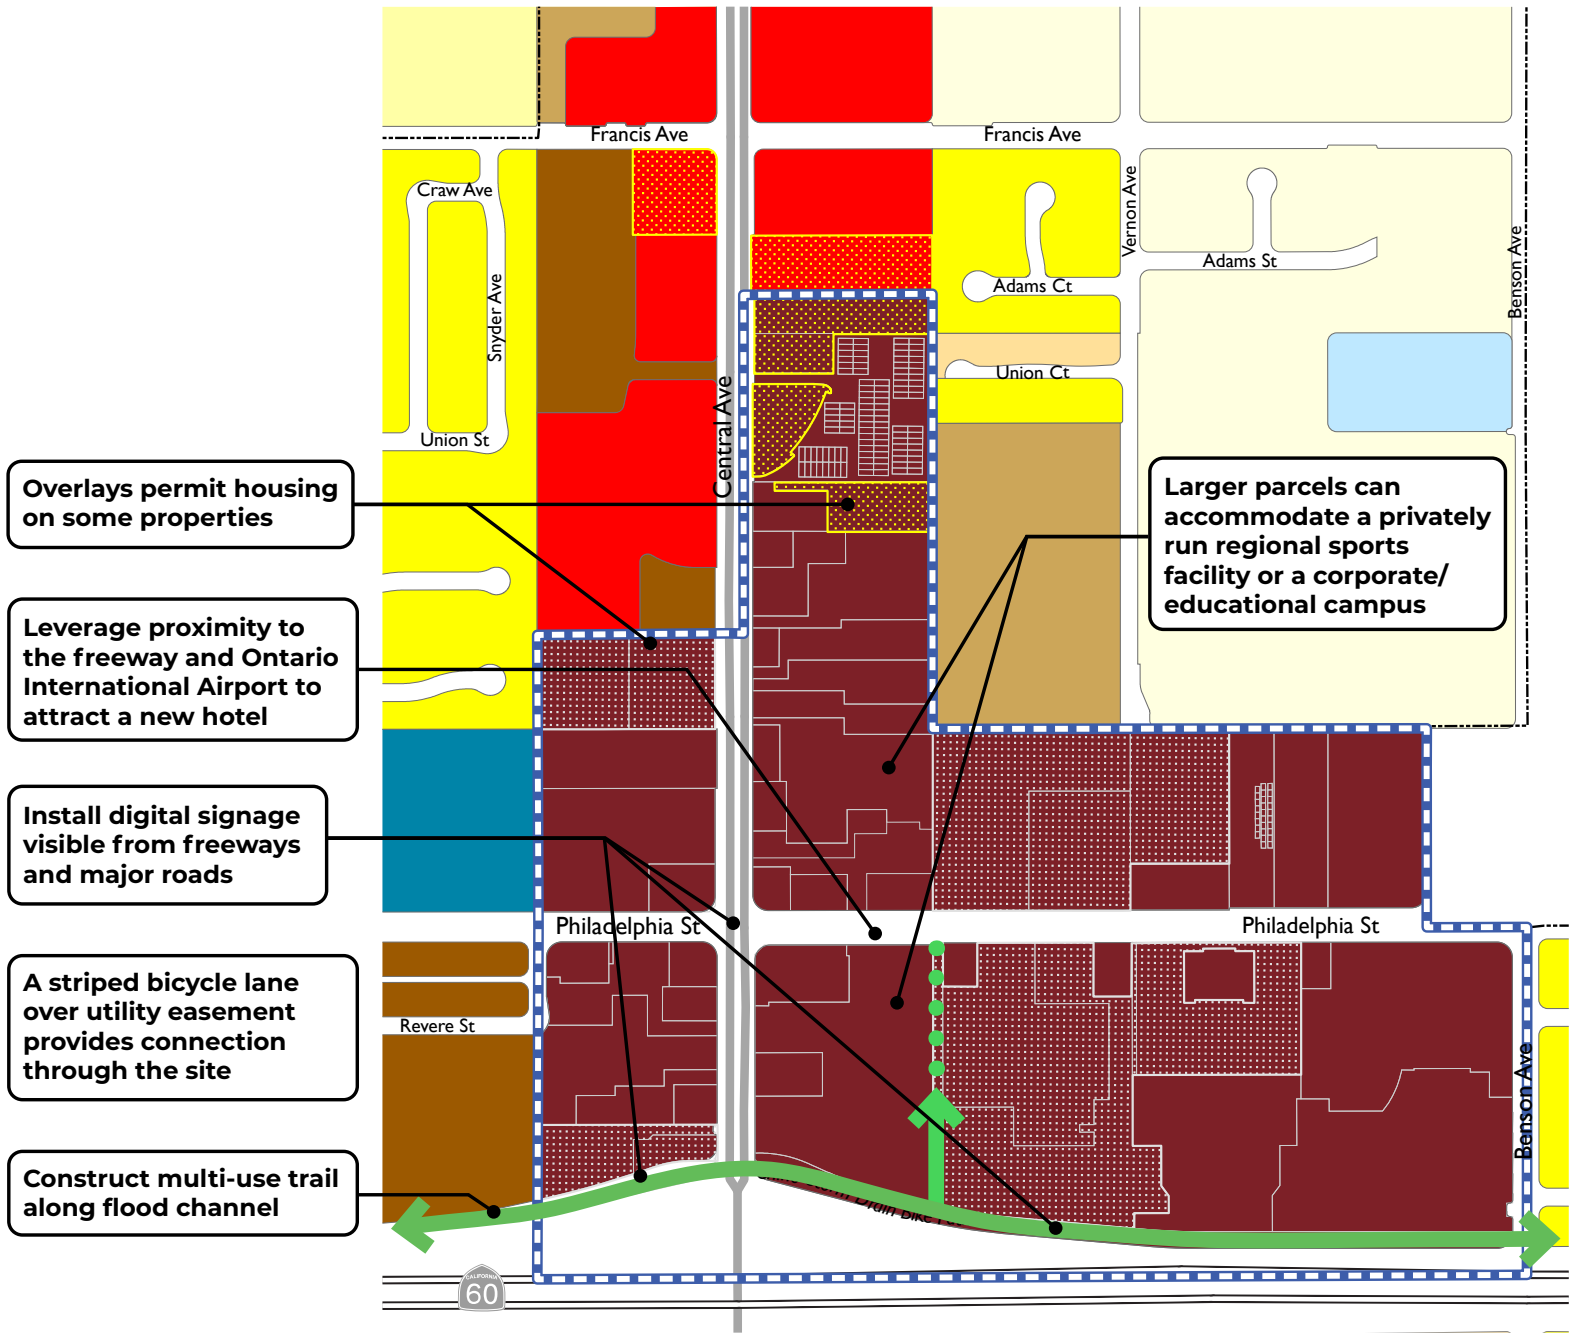 Francis Ave
Francis Ave
Craw Ave
Vernon Ave
Adams St
Benson Ave
Adams Ct
Snyder Ave
Union Ct
Central Ave
Union St
Overlays permit housing
on some properties
Larger parcels can
accommodate a privately
run regional sports
facility or a corporate/
educational campus
Leverage proximity to
the freeway and Ontario
International Airport to
attract a new hotel
Install digital signage
visible from freeways
and major roads
Philadelphia St
Philadelphia St
A striped bicycle lane
over utility easement
provides connection
through the site
Revere St
Benson Ave
Construct multi-use trail
along flood channel
Bike
CALIFORNIA
60